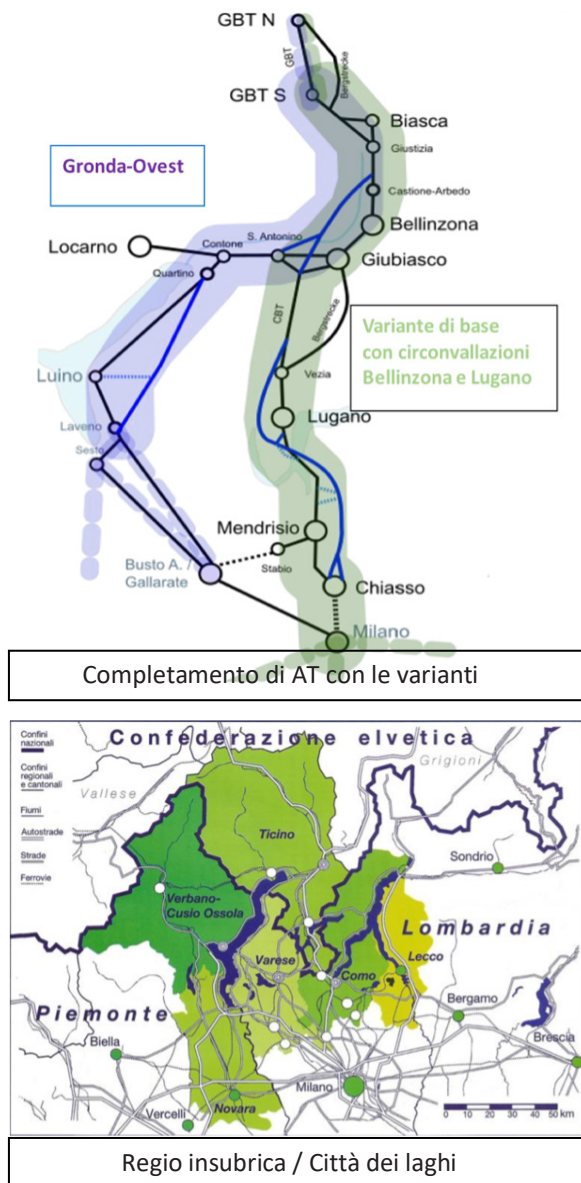 GBT N
GBT
Bergstrecke
GBT S
Biasca
Giustizia
Gronda-Ovest
Castione-Arbedo
Bellinzona
S. Antonino
Locarno
Contone
Giubiasco
Quartino
CBT
Bergstrecke
Variante di base
con circonvallazioni
Bellinzona e Lugano
Luino
Vezia
Lugano
Laveno
Sesto
Mendrisio
Stabio
Busto A. /
Gallarate
Chiasso
Milano
Completamento di AT con le varianti
Confini
nazionali
Confederazione elvetica
Confini
regionali
e cantonali
Grigioni
Vallese
Fiumi
Autostrade
Ticino
Strade
Sondrio
Ferrovie
Verbano-
Cusio Ossola
Lombardia
Varese
Como
Lecco
Piemonte
Bergamo
Biella
Brescia
Milano
Novara
Vercelli
0 10 20 30 40 50 km
Regio insubrica / Città dei laghi